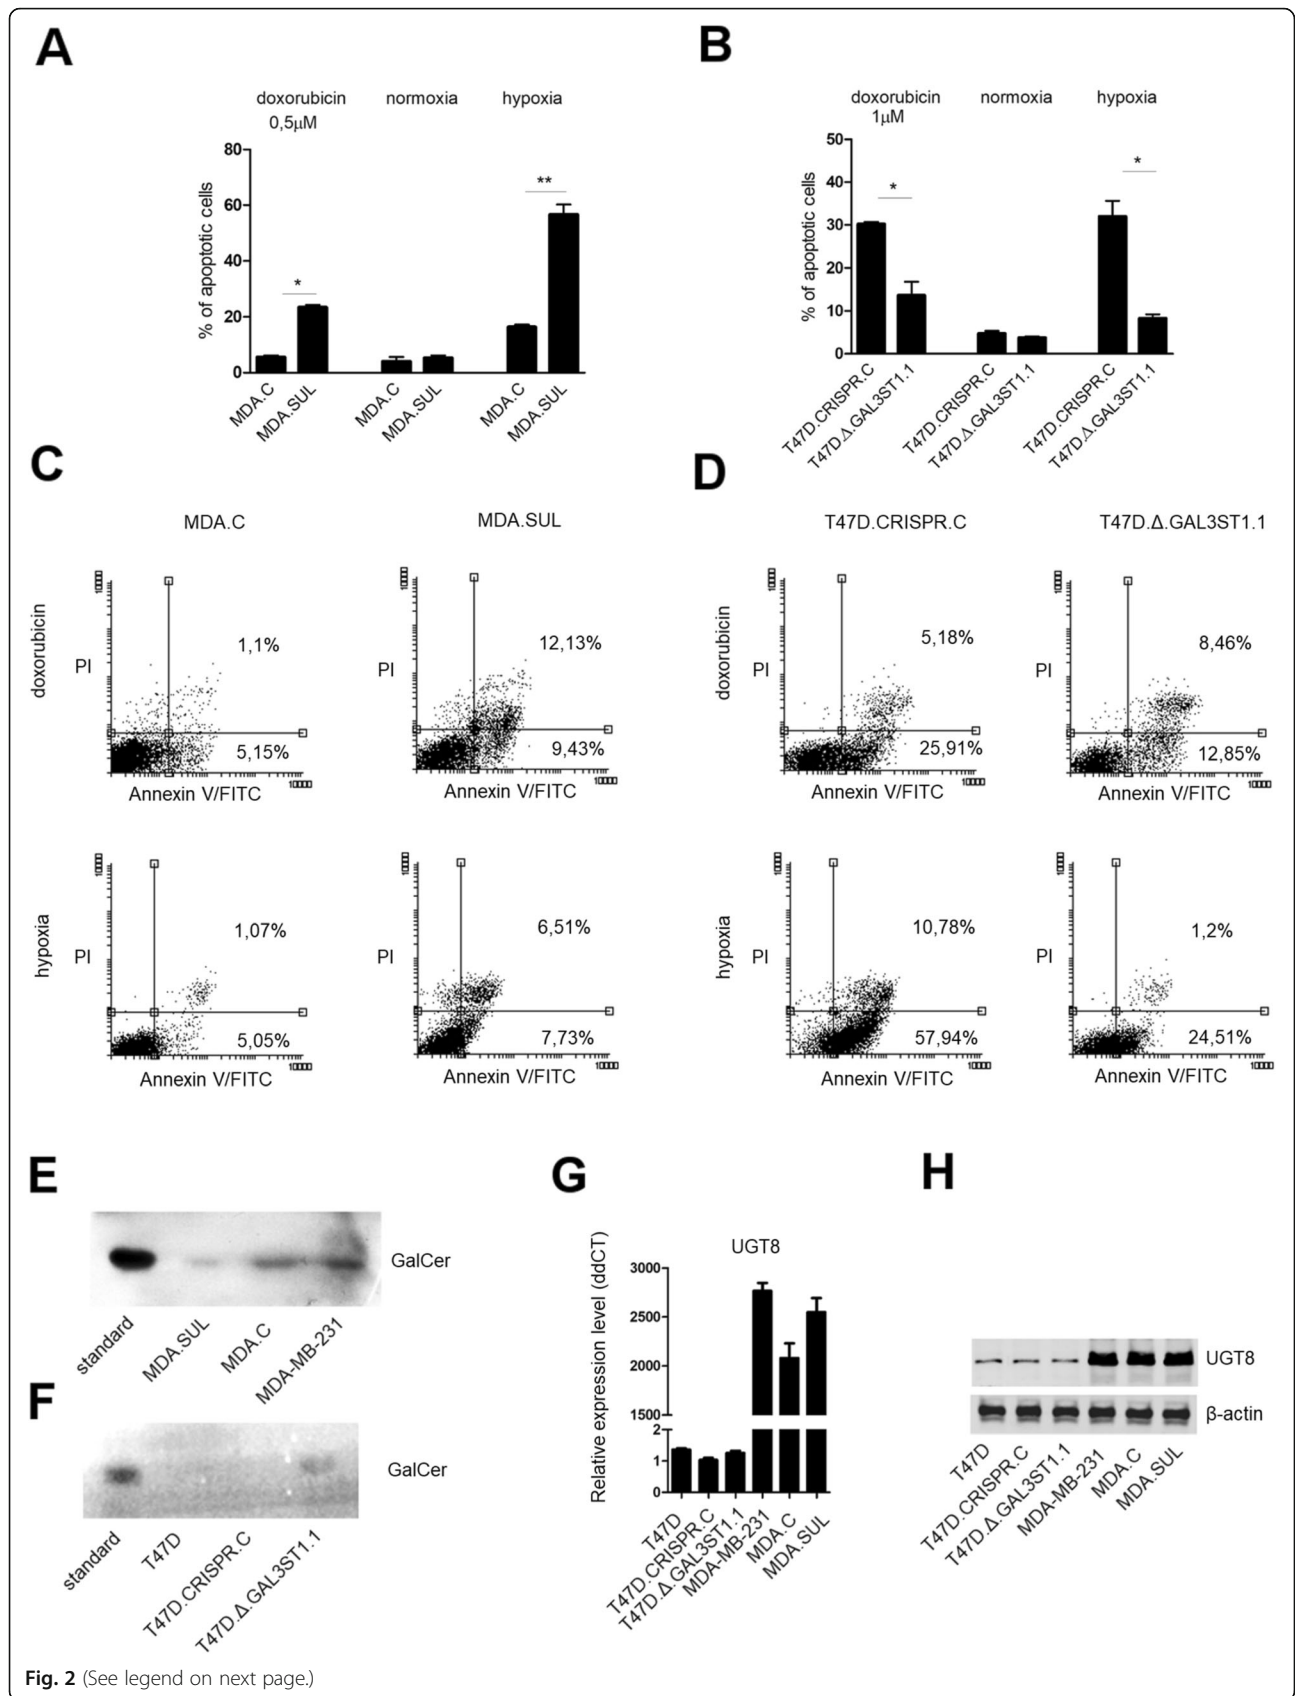 A
doxorubicin
0,5μM
normoxia
hypoxia
% of apoptotic cells
80
60
40
20
0
*
**
MDA.C
MDA.SUL
MDA.C
MDA.SUL
MDA.C
MDA.SUL
B
doxorubicin
1μM
normoxia
hypoxia
% of apoptotic cells
50
40
30
20
10
0
*
*
T47D.CRISPR.C
T47D.Δ.GAL3ST1.1
T47D.CRISPR.C
T47D.Δ.GAL3ST1.1
T47D.CRISPR.C
T47D.Δ.GAL3ST1.1
C
MDA.C
MDA.SUL
doxorubicin
PI
1,1%
5,15%
Annexin V/FITC
PI
12,13%
9,43%
Annexin V/FITC
hypoxia
PI
1,07%
5,05%
Annexin V/FITC
PI
6,51%
7,73%
Annexin V/FITC
D
T47D.CRISPR.C
T47D.Δ.GAL3ST1.1
doxorubicin
PI
5,18%
25,91%
Annexin V/FITC
PI
8,46%
12,85%
Annexin V/FITC
hypoxia
PI
10,78%
57,94%
Annexin V/FITC
PI
1,2%
24,51%
Annexin V/FITC
E
GalCer
standard
MDA.SUL
MDA.C
MDA-MB-231
F
GalCer
standard
T47D
T47D.CRISPR.C
T47D.Δ.GAL3ST1.1
G
UGT8
Relative expression level (ddCT)
3000
2500
2000
1500
2
1
0
T47D
T47D.CRISPR.C
T47D.Δ.GAL3ST1.1
MDA-MB-231
MDA.C
MDA.SUL
H
UGT8
β-actin
T47D
T47D.CRISPR.C
T47D.Δ.GAL3ST1.1
MDA-MB-231
MDA.C
MDA.SUL
Fig. 2 (See legend on next page.)